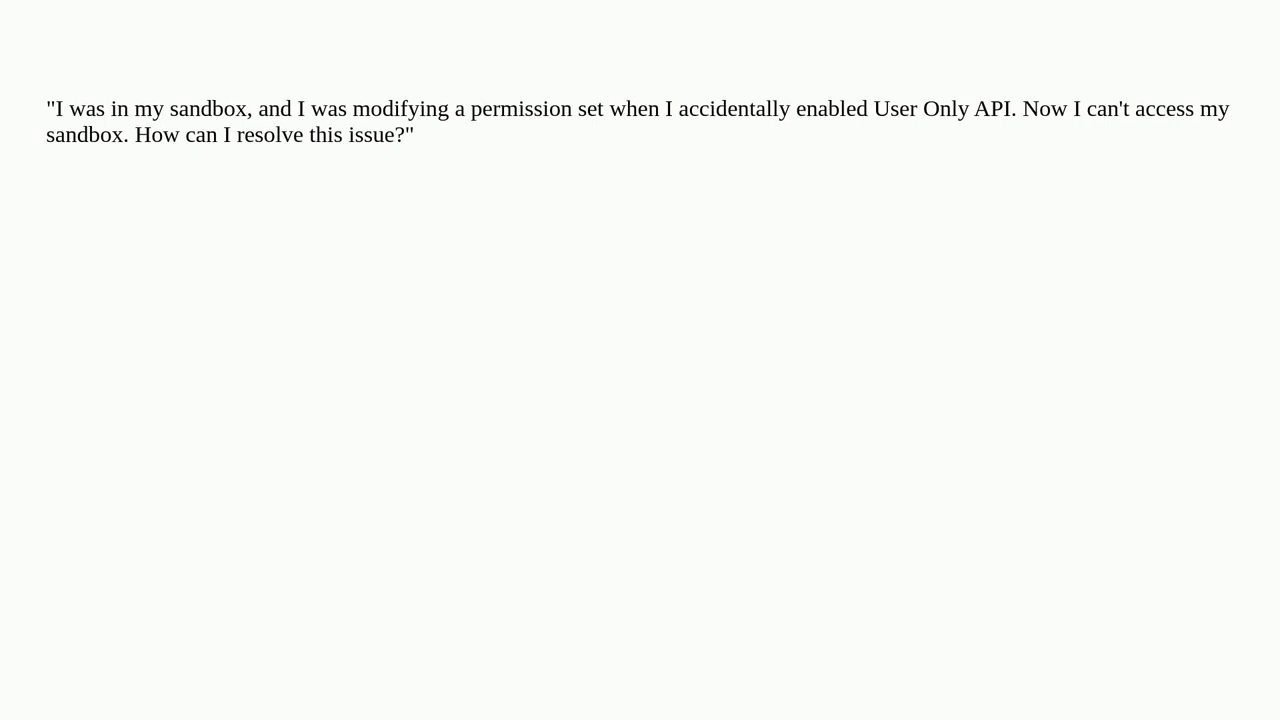 "I was in my sandbox, and I was modifying a permission set when I accidentally enabled User Only API. Now I can't access my
sandbox. How can I resolve this issue?"